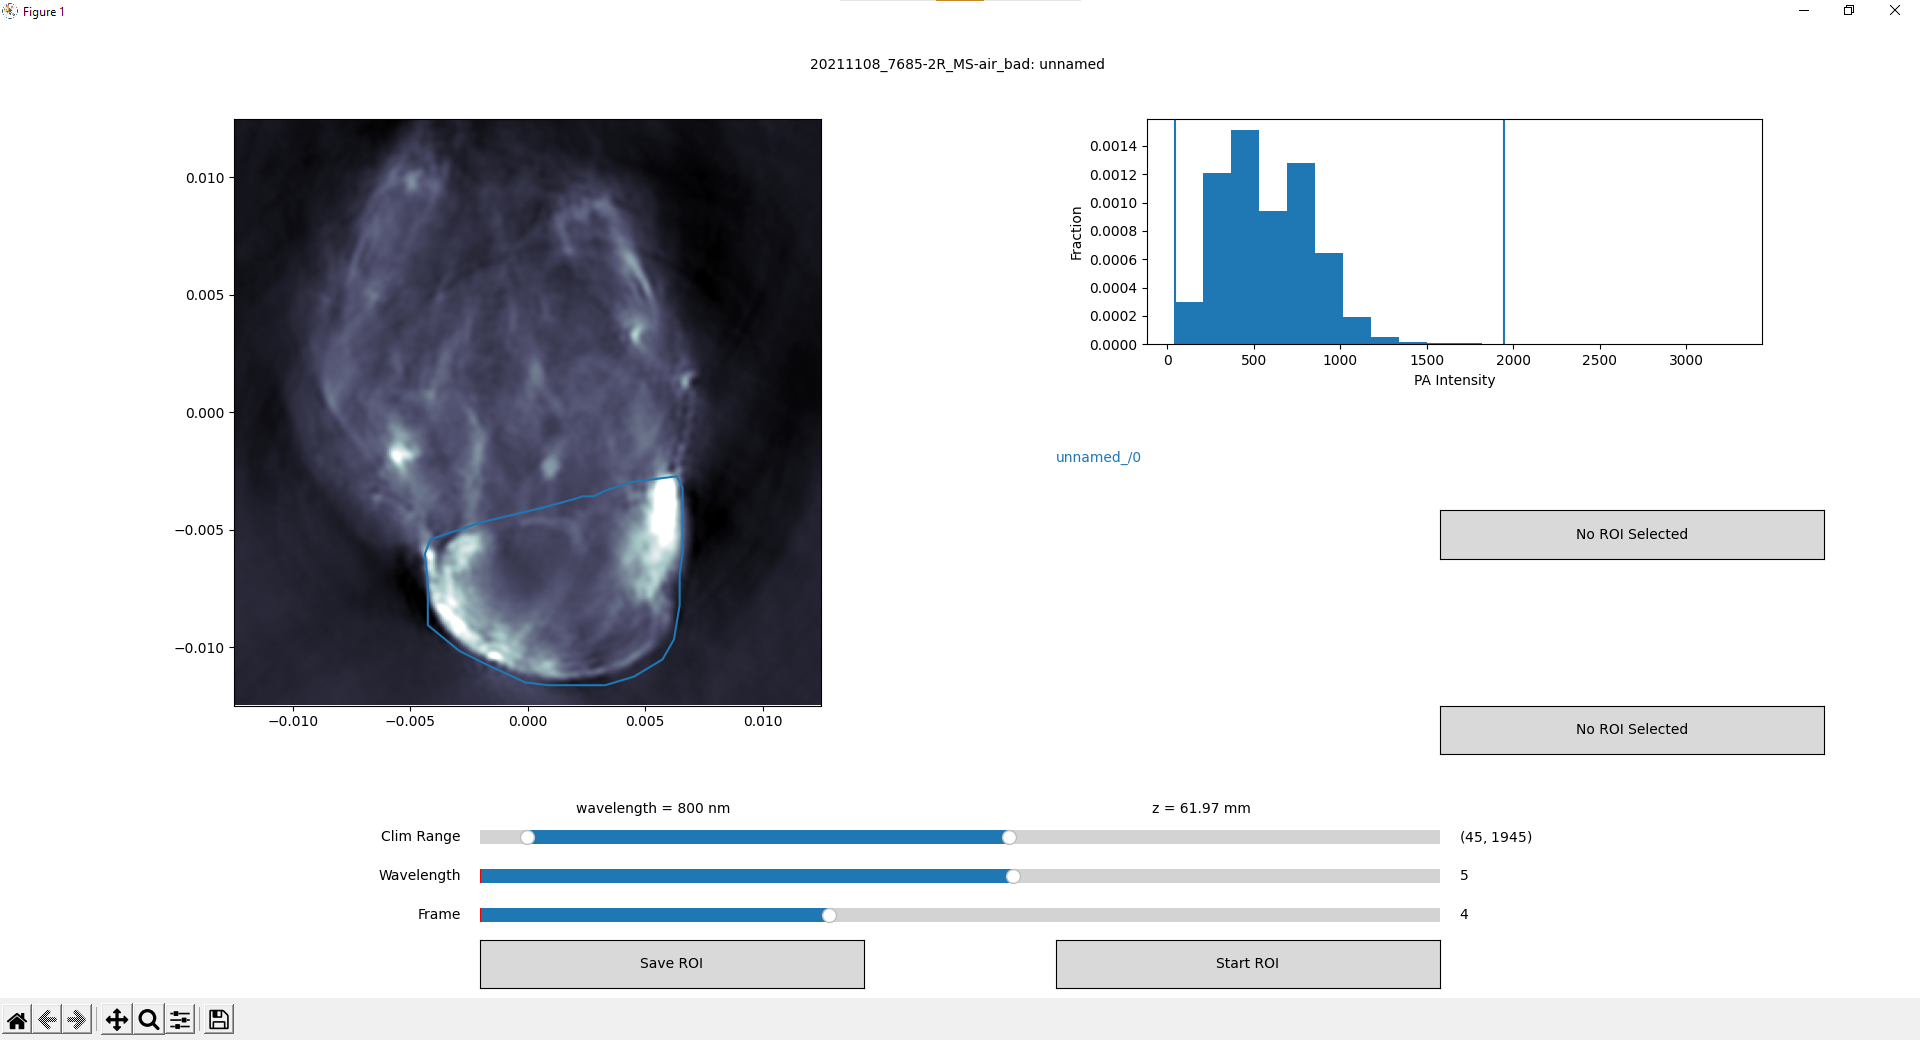 Figure 1
20211108_7685-2R_MS-air_bad: unnamed
0.010
0.005
0.000
−0.005
−0.010
−0.010
−0.005
0.000
0.005
0.010
0.0014
0.0012
0.0010
0.0008
0.0006
0.0004
0.0002
0.0000
Fraction
0
500
1000
1500
2000
2500
3000
PA Intensity
unnamed_/0
No ROI Selected
No ROI Selected
wavelength = 800 nm
z = 61.97 mm
Clim Range
(45, 1945)
Wavelength
5
Frame
4
Save ROI
Start ROI